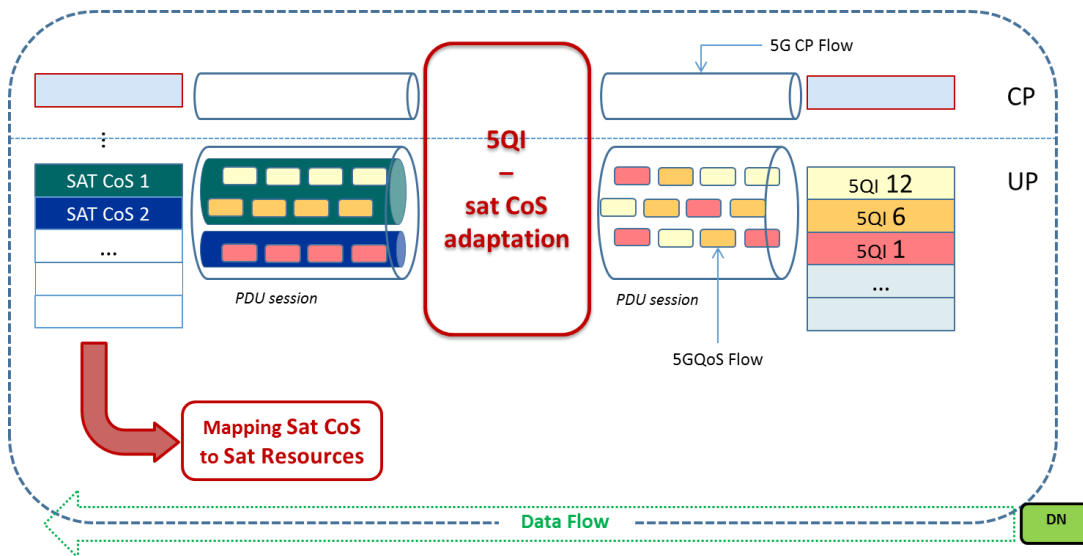 5G CP Flow
CP
⋮
5QI
–
sat CoS
adaptation
SAT CoS 1
SAT CoS 2
...
PDU session
PDU session
5GQoS Flow
UP
5QI 12
5QI 6
5QI 1
...
Mapping Sat CoS
to Sat Resources
Data Flow
DN